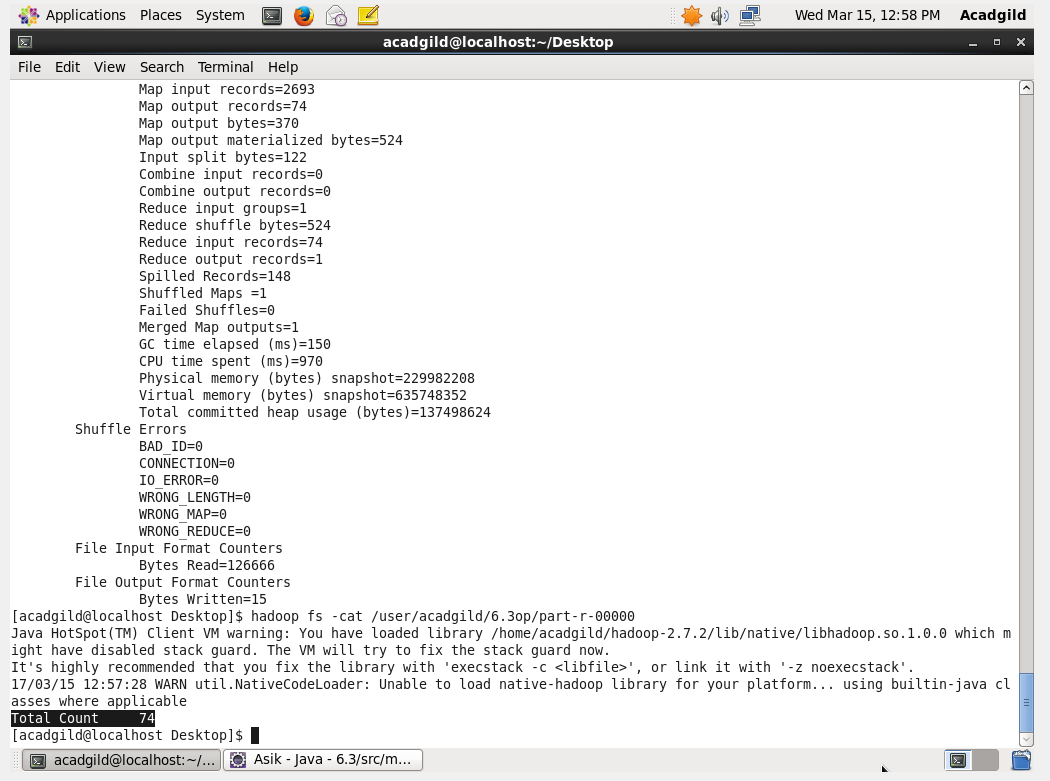 Applications Places System Wed Mar 15, 12:58 PM Acadgild
acadgild@localhost:~/Desktop
File Edit View Search Terminal Help
Map input records=2693
Map output records=74
Map output bytes=370
Map output materialized bytes=524
Input split bytes=122
Combine input records=0
Combine output records=0
Reduce input groups=1
Reduce shuffle bytes=524
Reduce input records=74
Reduce output records=1
Spilled Records=148
Shuffled Maps =1
Failed Shuffles=0
Merged Map outputs=1
GC time elapsed (ms)=150
CPU time spent (ms)=970
Physical memory (bytes) snapshot=229982208
Virtual memory (bytes) snapshot=635748352
Total committed heap usage (bytes)=137498624
Shuffle Errors
BAD_ID=0
CONNECTION=0
IO_ERROR=0
WRONG_LENGTH=0
WRONG_MAP=0
WRONG_REDUCE=0
File Input Format Counters
Bytes Read=126666
File Output Format Counters
Bytes Written=15
[acadgild@localhost Desktop]$ hadoop fs -cat /user/acadgild/6.3op/part-r-00000
Java HotSpot(TM) Client VM warning: You have loaded library /home/acadgild/hadoop-2.7.2/lib/native/libhadoop.so.1.0.0 which m
ight have disabled stack guard. The VM will try to fix the stack guard now.
It's highly recommended that you fix the library with 'execstack -c <libfile>', or link it with '-z noexecstack'.
17/03/15 12:57:28 WARN util.NativeCodeLoader: Unable to load native-hadoop library for your platform... using builtin-java cl
asses where applicable
Total Count 74
[acadgild@localhost Desktop]$
acadgild@localhost:~/... Asik - Java - 6.3/src/m...